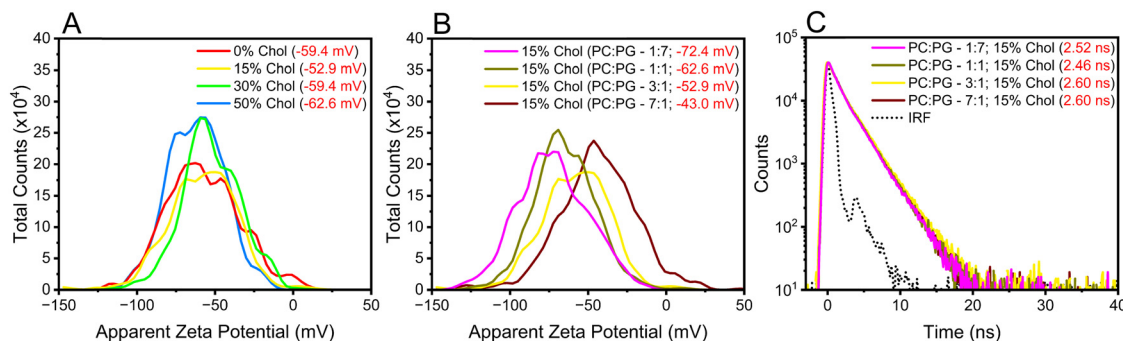 A
0% Chol (-59.4 mV)
15% Chol (-52.9 mV)
30% Chol (-59.4 mV)
50% Chol (-62.6 mV)
Total Counts (x10⁴)
40
35
30
25
20
15
10
5
0
−150
−100
−50
0
50
Apparent Zeta Potential (mV)
B
15% Chol (PC:PG - 1:7; -72.4 mV)
15% Chol (PC:PG - 1:1; -62.6 mV)
15% Chol (PC:PG - 3:1; -52.9 mV)
15% Chol (PC:PG - 7:1; -43.0 mV)
Total Counts (x10⁴)
40
35
30
25
20
15
10
5
0
−150
−100
−50
0
50
Apparent Zeta Potential (mV)
C
PC:PG - 1:7; 15% Chol (2.52 ns)
PC:PG - 1:1; 15% Chol (2.46 ns)
PC:PG - 3:1; 15% Chol (2.60 ns)
PC:PG - 7:1; 15% Chol (2.60 ns)
IRF
Counts
10⁵
10⁴
10³
10²
10¹
0
10
20
30
40
Time (ns)